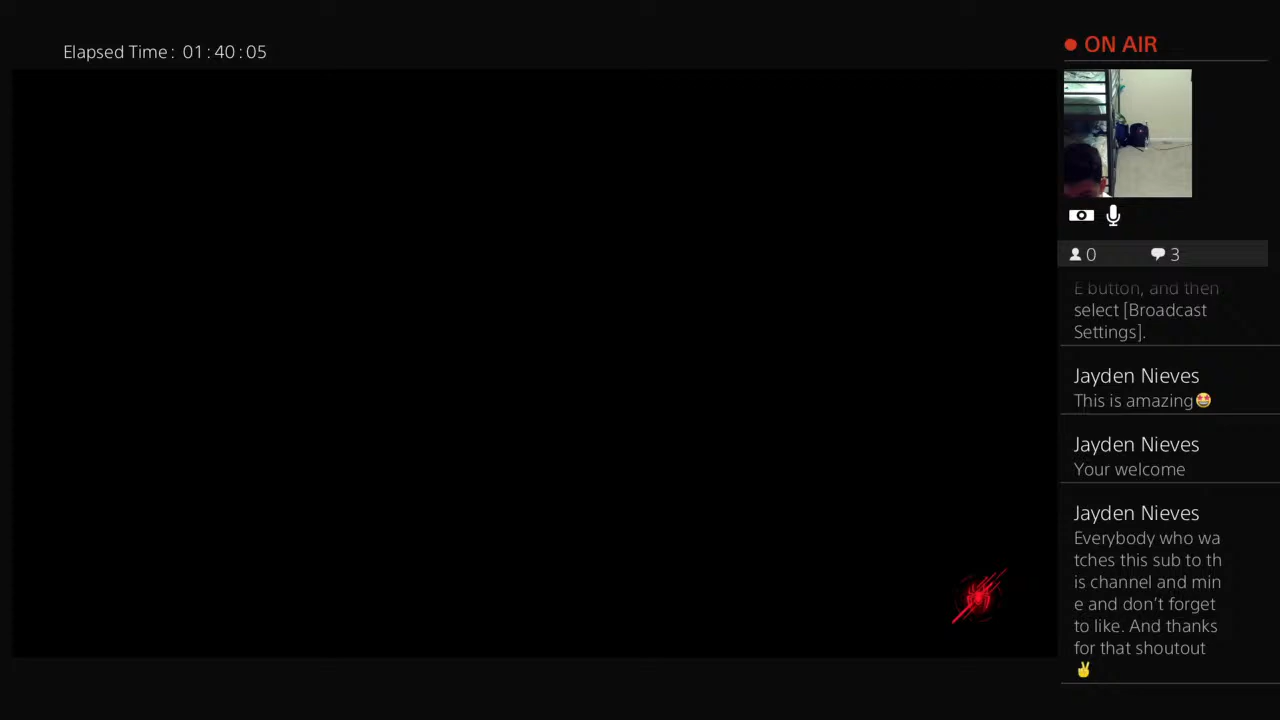 Elapsed Time: 01:40:05
ON AIR
0 3
E button, and then
select [Broadcast
Settings].
Jayden Nieves
This is amazing🤩
Jayden Nieves
Your welcome
Jayden Nieves
Everybody who wa
tches this sub to th
is channel and min
e and don't forget
to like. And thanks
for that shoutout
✌